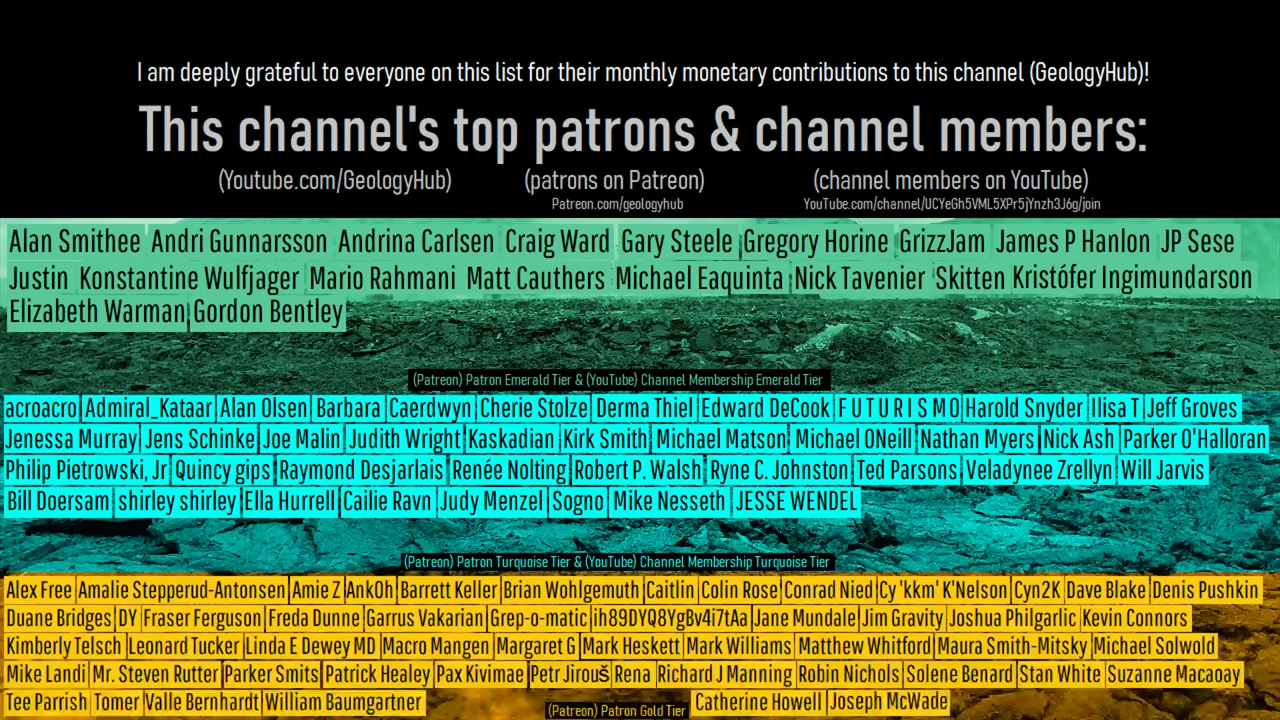 I am deeply grateful to everyone on this list for their monthly monetary contributions to this channel (GeologyHub)!
This channel's top patrons & channel members:
(Youtube.com/GeologyHub) (patrons on Patreon) (channel members on YouTube)
Patreon.com/geologyhub YouTube.com/channel/UCYeGh5VML5XPr5jYnzh3J6g/join
Alan Smithee Andri Gunnarsson Andrina Carlsen Craig Ward Gary Steele Gregory Horine GrizzJam James P Hanlon JP Sese
Justin Konstantine Wulfjager Mario Rahmani Matt Cauthers Michael Eaquinta Nick Tavenier Skitten Kristófer Ingimundarson
Elizabeth Warman Gordon Bentley
(Patreon) Patron Emerald Tier & (YouTube) Channel Membership Emerald Tier
acroacro Admiral_Kataar Alan Olsen Barbara Caerdwyn Cherie Stolze Derma Thiel Edward DeCook F U T U R I S M O Harold Snyder Ilisa T Jeff Groves
Jenessa Murray Jens Schinke Joe Malin Judith Wright Kaskadian Kirk Smith Michael Matson Michael ONeill Nathan Myers Nick Ash Parker O'Halloran
Philip Pietrowski, Jr Quincy gips Raymond Desjarlais Renée Nolting Robert P. Walsh Ryne C. Johnston Ted Parsons Veladynee Zrellyn Will Jarvis
Bill Doersam shirley shirley Ella Hurrell Cailie Ravn Judy Menzel Sogno Mike Nesseth JESSE WENDEL
(Patreon) Patron Turquoise Tier & (YouTube) Channel Membership Turquoise Tier
Alex Free Amalie Stepperud-Antonsen Amie Z AnkOh Barrett Keller Brian Wohlgemuth Caitlin Colin Rose Conrad Nied Cy 'kkm' K'Nelson Cyn2K Dave Blake Denis Pushkin
Duane Bridges DY Fraser Ferguson Freda Dunne Garrus Vakarian Grep-o-matic ih89DYQ8YgBv4i7tAa Jane Mundale Jim Gravity Joshua Philgarlic Kevin Connors
Kimberly Telsch Leonard Tucker Linda E Dewey MD Macro Mangen Margaret G Mark Heskett Mark Williams Matthew Whitford Maura Smith-Mitsky Michael Solwold
Mike Landi Mr. Steven Rutter Parker Smits Patrick Healey Pax Kivimae Petr Jirouš Rena Richard J Manning Robin Nichols Solene Benard Stan White Suzanne Macaoay
Tee Parrish Tomer Valle Bernhardt William Baumgartner (Patreon) Patron Gold Tier Catherine Howell Joseph McWade